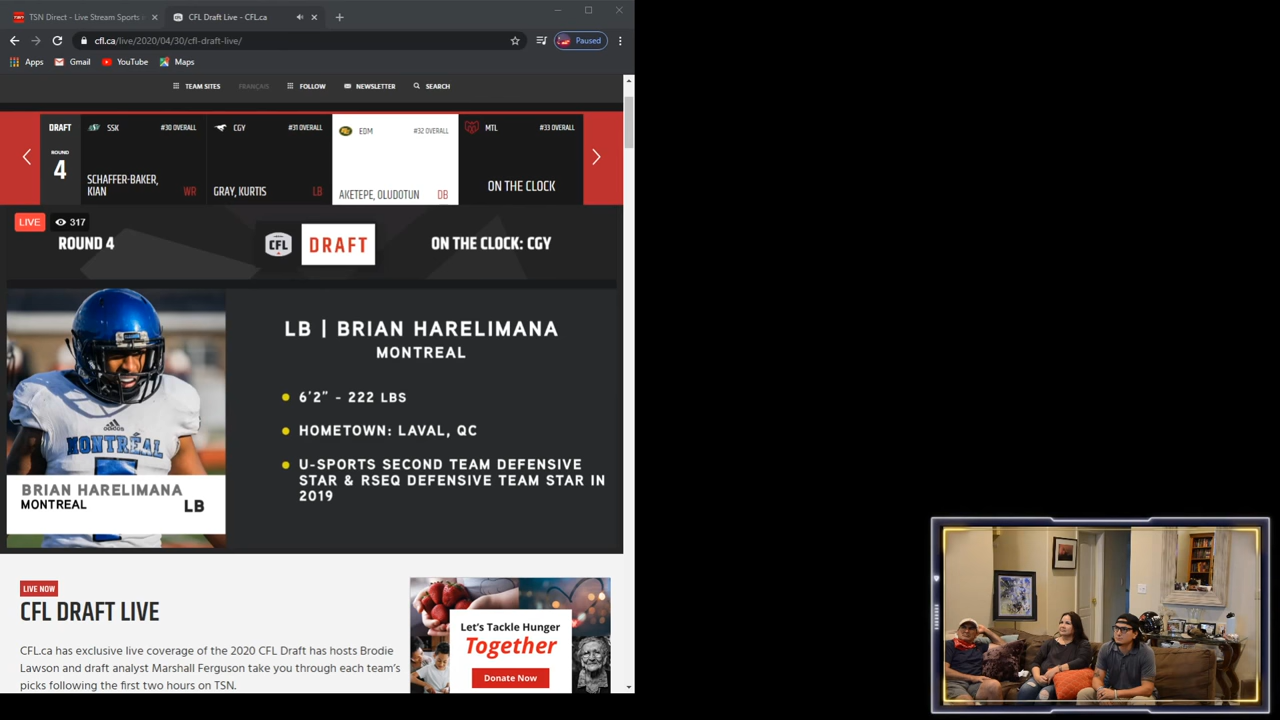 TSN Direct - Live Stream Sports
CFL Draft Live - CFL.ca
cfl.ca/live/2020/04/30/cfl-draft-live/
Paused
Apps
Gmail
YouTube
Maps
TEAM SITES
FRANÇAIS
FOLLOW
NEWSLETTER
SEARCH
DRAFT
ROUND
4
SSK
#30 OVERALL
SCHAFFER-BAKER,
KIAN
WR
CGY
#31 OVERALL
GRAY, KURTIS
LB
EDM
#32 OVERALL
AKETEPE, OLUDOTUN
DB
MTL
#33 OVERALL
ON THE CLOCK
LIVE
317
ROUND 4
CFL
DRAFT
ON THE CLOCK: CGY
LB | BRIAN HARELIMANA
MONTREAL
6'2" - 222 LBS
HOMETOWN: LAVAL, QC
U-SPORTS SECOND TEAM DEFENSIVE
STAR & RSEQ DEFENSIVE TEAM STAR IN
2019
MONTRÉAL
BRIAN HARELIMANA
MONTREAL
LB
LIVE NOW
CFL DRAFT LIVE
CFL.ca has exclusive live coverage of the 2020 CFL Draft has hosts Brodie
Lawson and draft analyst Marshall Ferguson take you through each team's
picks following the first two hours on TSN.
Let's Tackle Hunger
Together
Donate Now